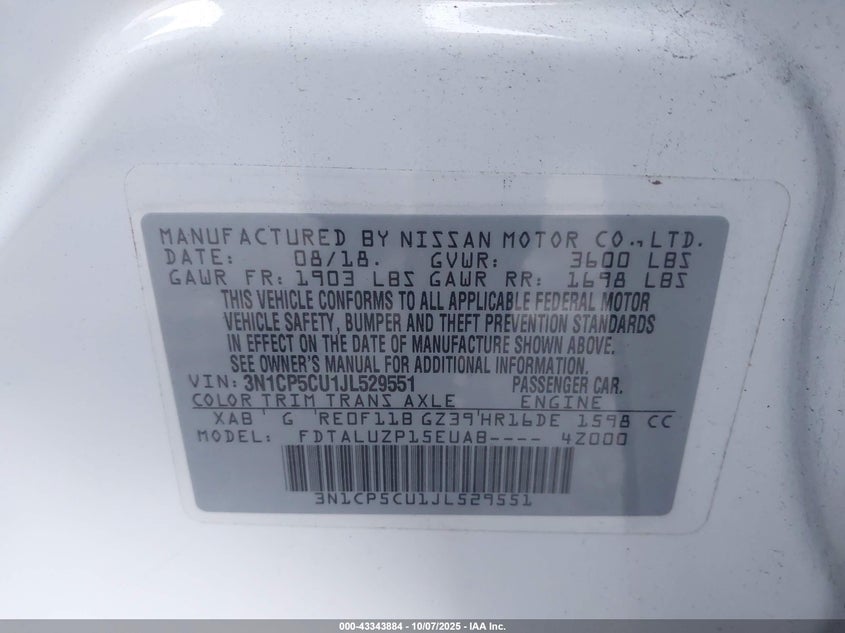 MANUFACTURED BY NISSAN MOTOR CO., LTD.
DATE: 08/18. GVWR: 3600 LBS
GAWR FR: 1903 LBS GAWR RR: 1698 LBS
THIS VEHICLE CONFORMS TO ALL APPLICABLE FEDERAL MOTOR
VEHICLE SAFETY, BUMPER AND THEFT PREVENTION STANDARDS
IN EFFECT ON THE DATE OF MANUFACTURE SHOWN ABOVE.
SEE OWNER'S MANUAL FOR ADDITIONAL INFORMATION.
VIN: 3N1CP5CU1JL529551 PASSENGER CAR.
COLOR TRIM TRANS AXLE ENGINE
XAB G RE0F11B GZ39 HR16DE 1598 CC
MODEL: FDTALUZP15EUAB---- 4Z000
3N1CP5CU1JL529551
000-43343884 - 10/07/2025 - IAA Inc.